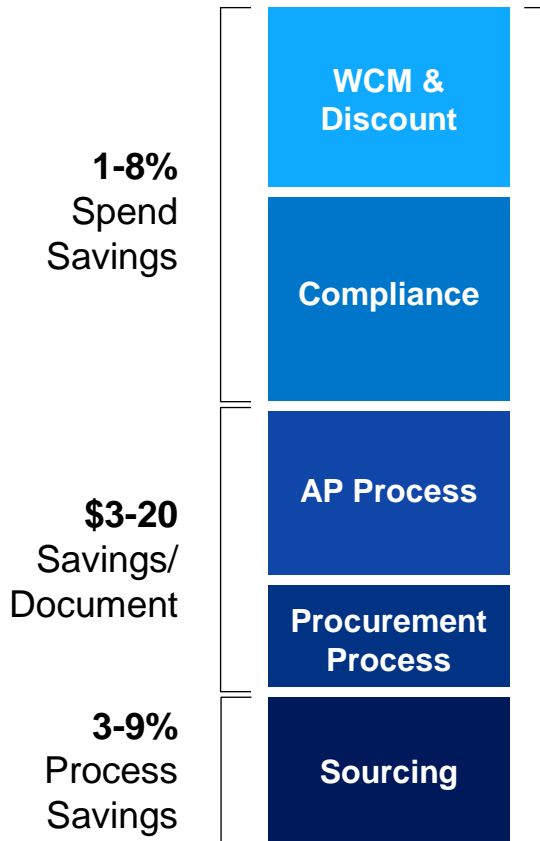 1-8%
Spend
Savings
WCM &
Discount
Compliance
$3-20
Savings/
Document
AP Process
Procurement
Process
3-9%
Process
Savings
Sourcing